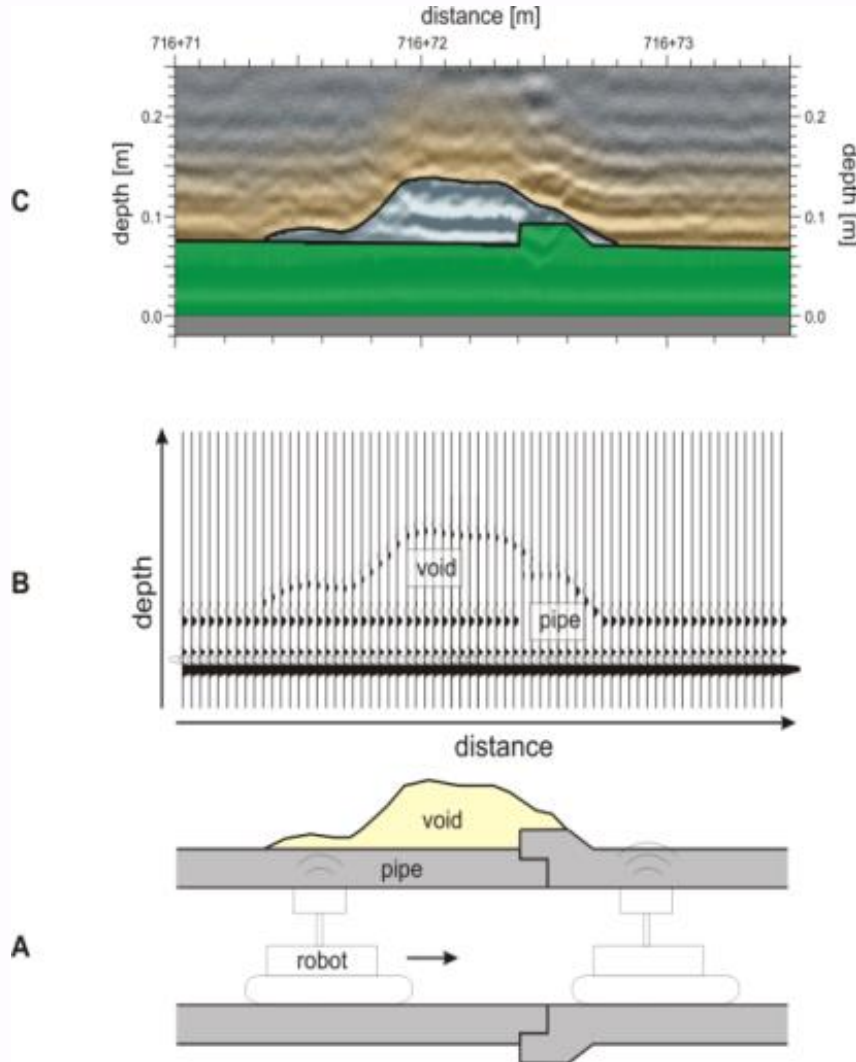 distance [m]
716+71 716+72 716+73
C
depth [m]
0.2
0.1
0.0
0.2
0.1
0.0
depth [m]
B
depth
void
pipe
distance
void
pipe
A
robot